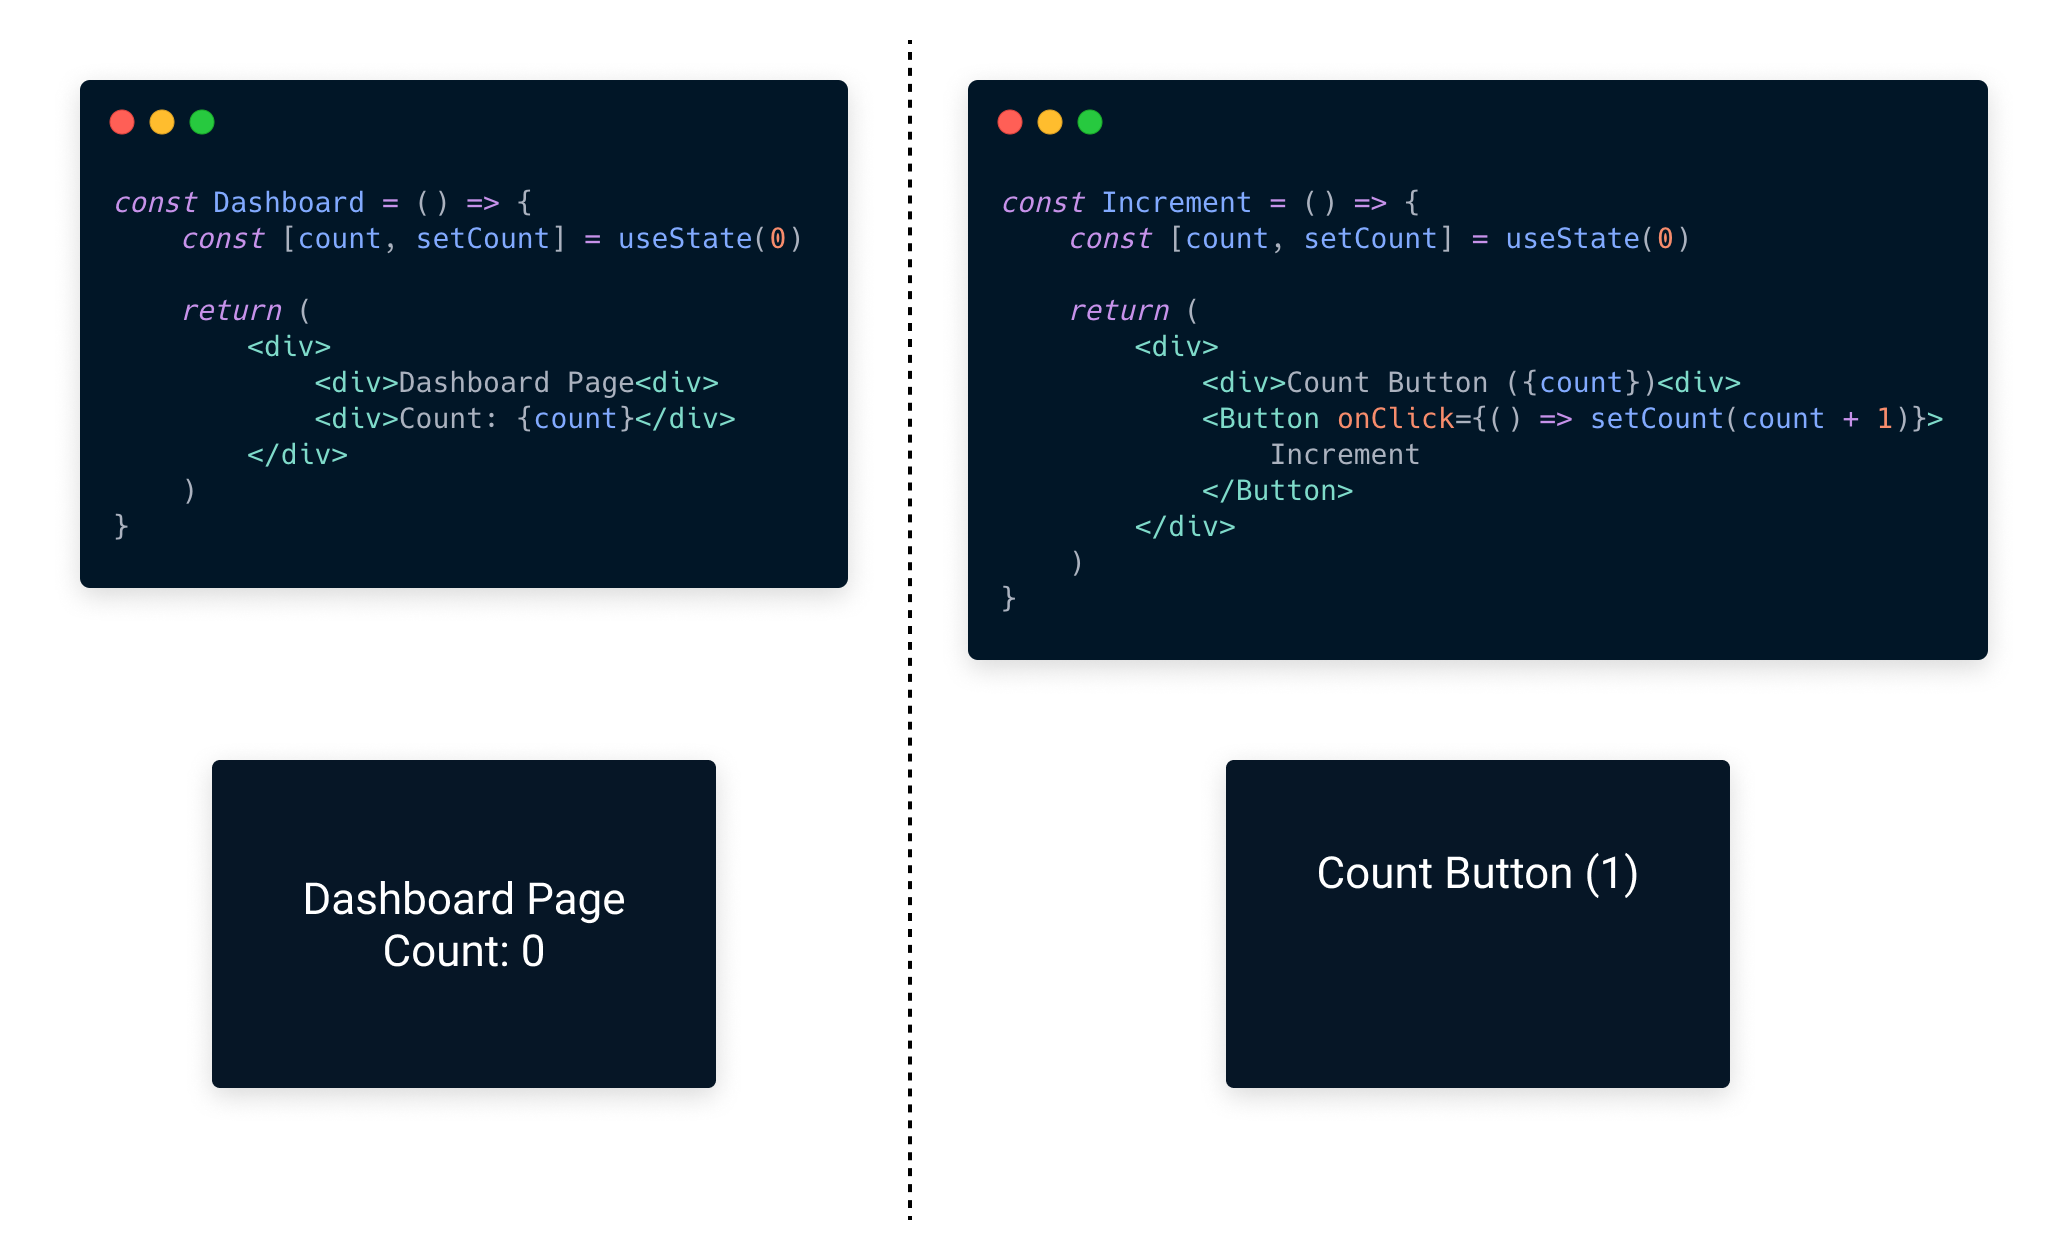 const Dashboard = () => {
    const [count, setCount] = useState(0)

    return (
        <div>
            <div>Dashboard Page<div>
            <div>Count: {count}</div>
        </div>
    )
}
Dashboard Page
Count: 0
const Increment = () => {
    const [count, setCount] = useState(0)

    return (
        <div>
            <div>Count Button ({count})<div>
            <Button onClick={() => setCount(count + 1)}>
                Increment
            </Button>
        </div>
    )
}
Count Button (1)